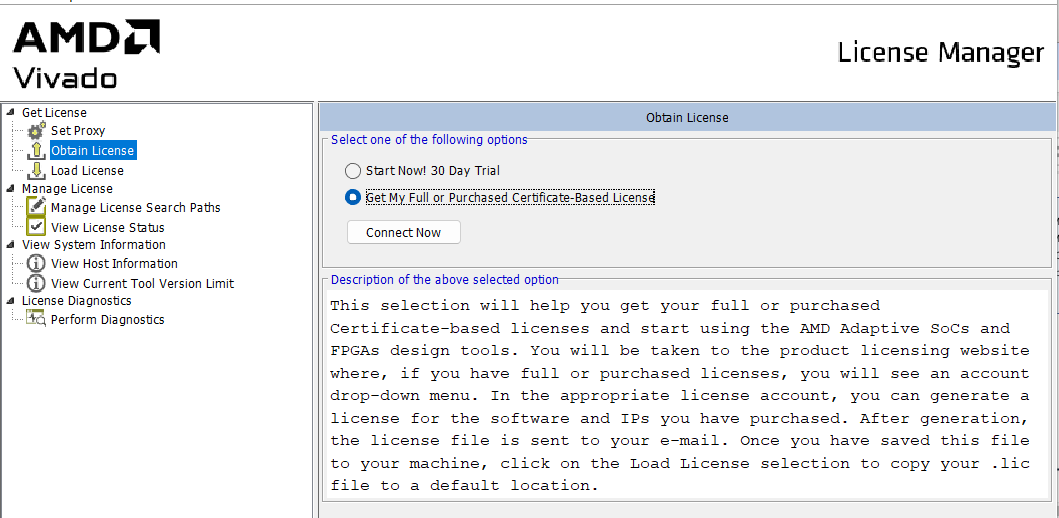 AMD
Vivado
License Manager
Get License
Set Proxy
Obtain License
Load License
Manage License
Manage License Search Paths
View License Status
View System Information
View Host Information
View Current Tool Version Limit
License Diagnostics
Perform Diagnostics
Obtain License
Select one of the following options
Start Now! 30 Day Trial
Get My Full or Purchased Certificate-Based License
Connect Now
Description of the above selected option
This selection will help you get your full or purchased
Certificate-based licenses and start using the AMD Adaptive SoCs and
FPGAs design tools. You will be taken to the product licensing website
where, if you have full or purchased licenses, you will see an account
drop-down menu. In the appropriate license account, you can generate a
license for the software and IPs you have purchased. After generation,
the license file is sent to your e-mail. Once you have saved this file
to your machine, click on the Load License selection to copy your .lic
file to a default location.